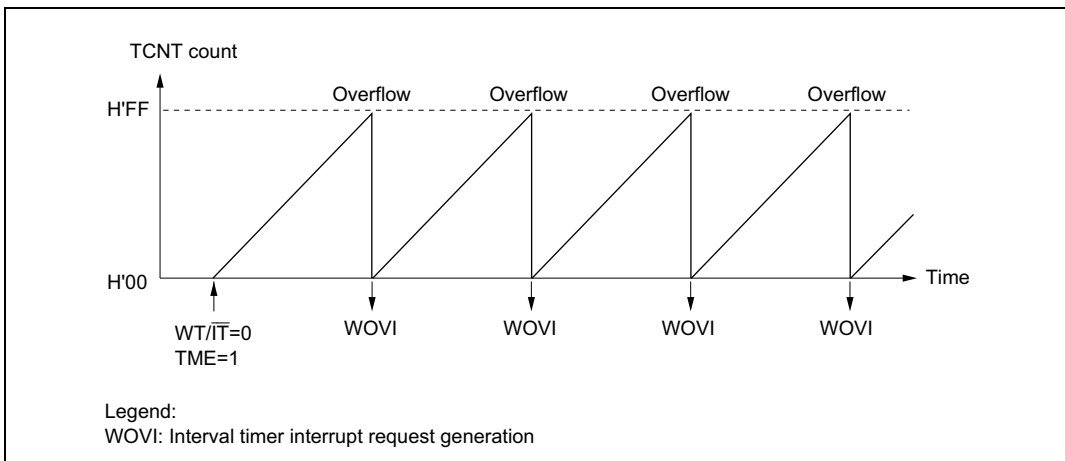 TCNT count
Overflow Overflow Overflow Overflow
H'FF
H'00
Time
WT/I̅T̅=0
TME=1
WOVI WOVI WOVI WOVI
Legend:
WOVI: Interval timer interrupt request generation